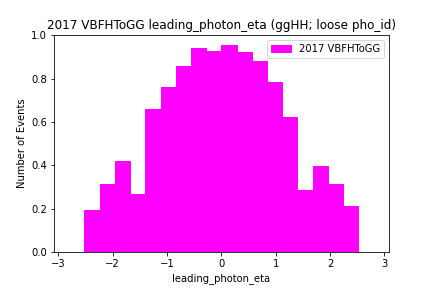 2017 VBFHToGG leading_photon_eta (ggHH; loose pho_id)
2017 VBFHToGG
Number of Events
1.0
0.8
0.6
0.4
0.2
0.0
−3 −2 −1 0 1 2 3
leading_photon_eta